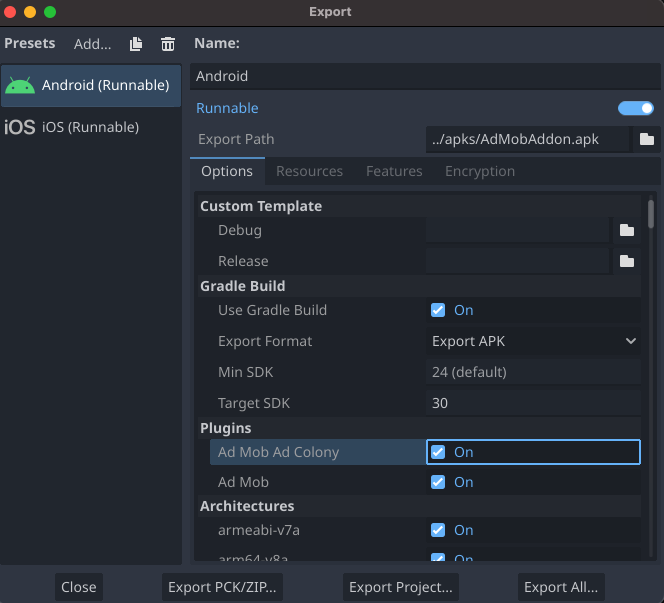 Export
Presets Add... Name:
Android (Runnable)
iOS iOS (Runnable)
Android
Runnable
Export Path ../apks/AdMobAddon.apk
Options Resources Features Encryption
Custom Template
Debug
Release
Gradle Build
Use Gradle Build On
Export Format Export APK
Min SDK 24 (default)
Target SDK 30
Plugins
Ad Mob Ad Colony On
Ad Mob On
Architectures
armeabi-v7a On
arm64-v8a On
Close Export PCK/ZIP... Export Project... Export All...